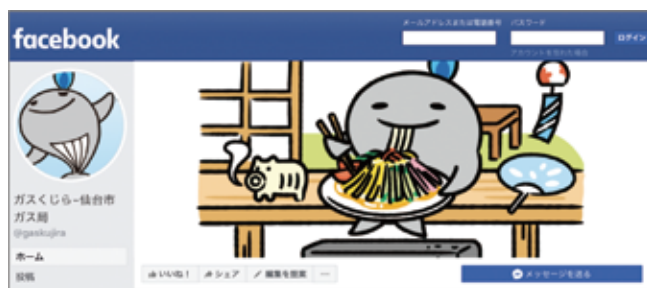 メールアドレスまたは電話番号 パスワード
facebook
ログイン
アカウントを忘れた場合
ガスくじら-仙台市
ガス局
@gaskujira
ホーム
投稿
いいね！ シェア 編集を提案 ...
メッセージを送る